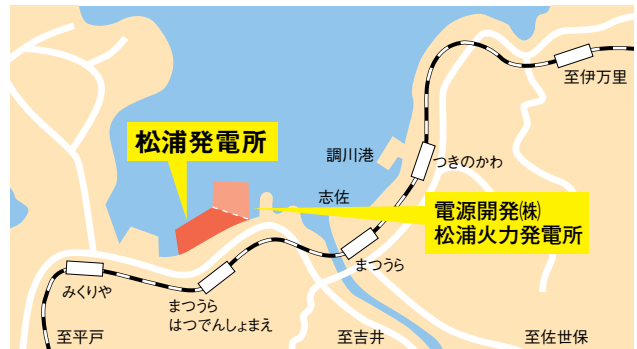 至伊万里
松浦発電所
調川港
つきのかわ
志佐
電源開発㈱
松浦火力発電所
まつうら
みくりや
まつうら
はつでんしょまえ
至平戸
至吉井
至佐世保